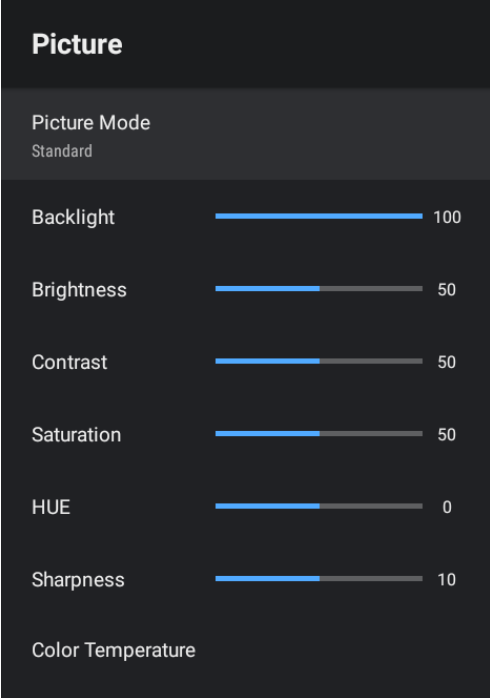 Picture
Picture Mode
Standard
Backlight 100
Brightness 50
Contrast 50
Saturation 50
HUE 0
Sharpness 10
Color Temperature